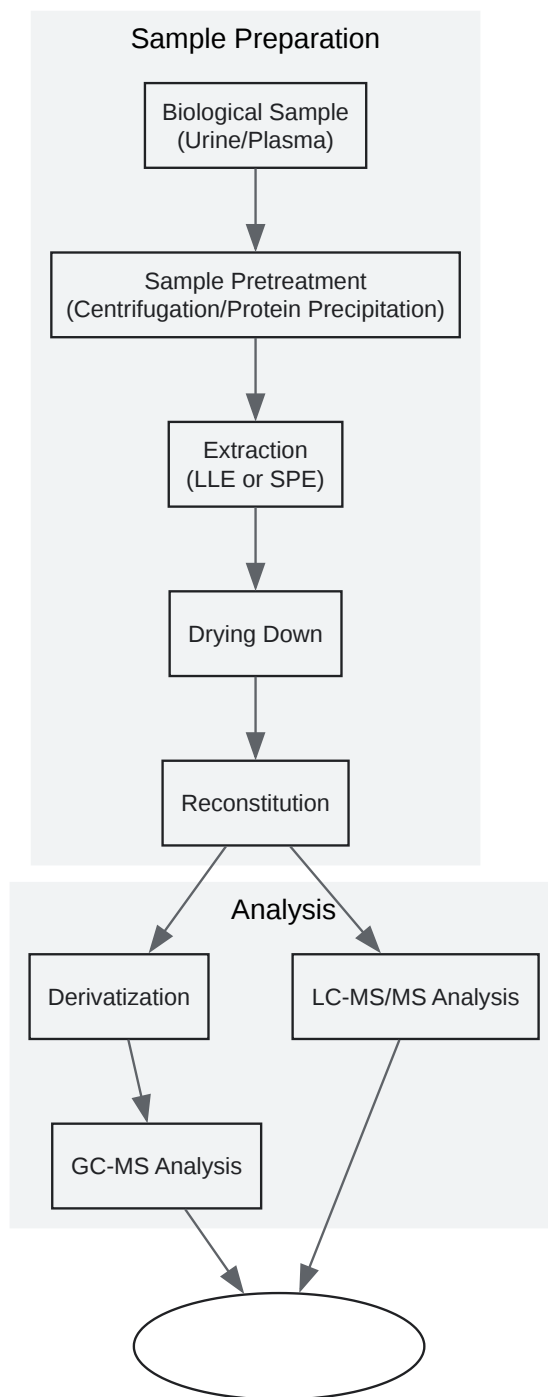 Sample Preparation
Biological Sample
(Urine/Plasma)
Sample Pretreatment
(Centrifugation/Protein Precipitation)
Extraction
(LLE or SPE)
Drying Down
Reconstitution
Analysis
Derivatization
LC-MS/MS Analysis
GC-MS Analysis